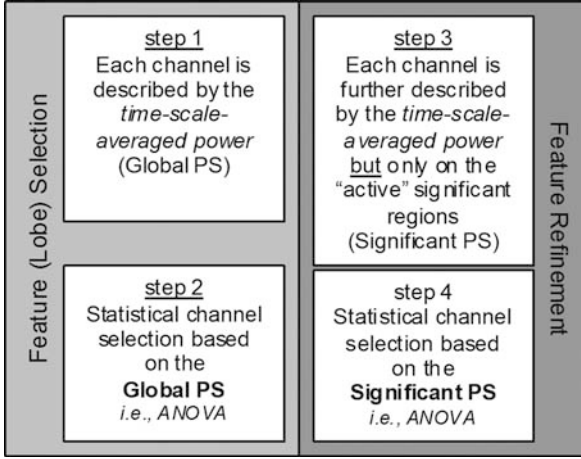 Feature (Lobe) Selection
step 1
Each channel is
described by the
time-scale-
averaged power
(Global PS)
step 2
Statistical channel
selection based
on the
Global PS
i.e., ANOVA
step 3
Each channel is
further described
by the time-scale-
averaged power
but only on the
“active” significant
regions
(Significant PS)
step 4
Statistical channel
selection based
on the
Significant PS
i.e., ANOVA
Feature Refinement